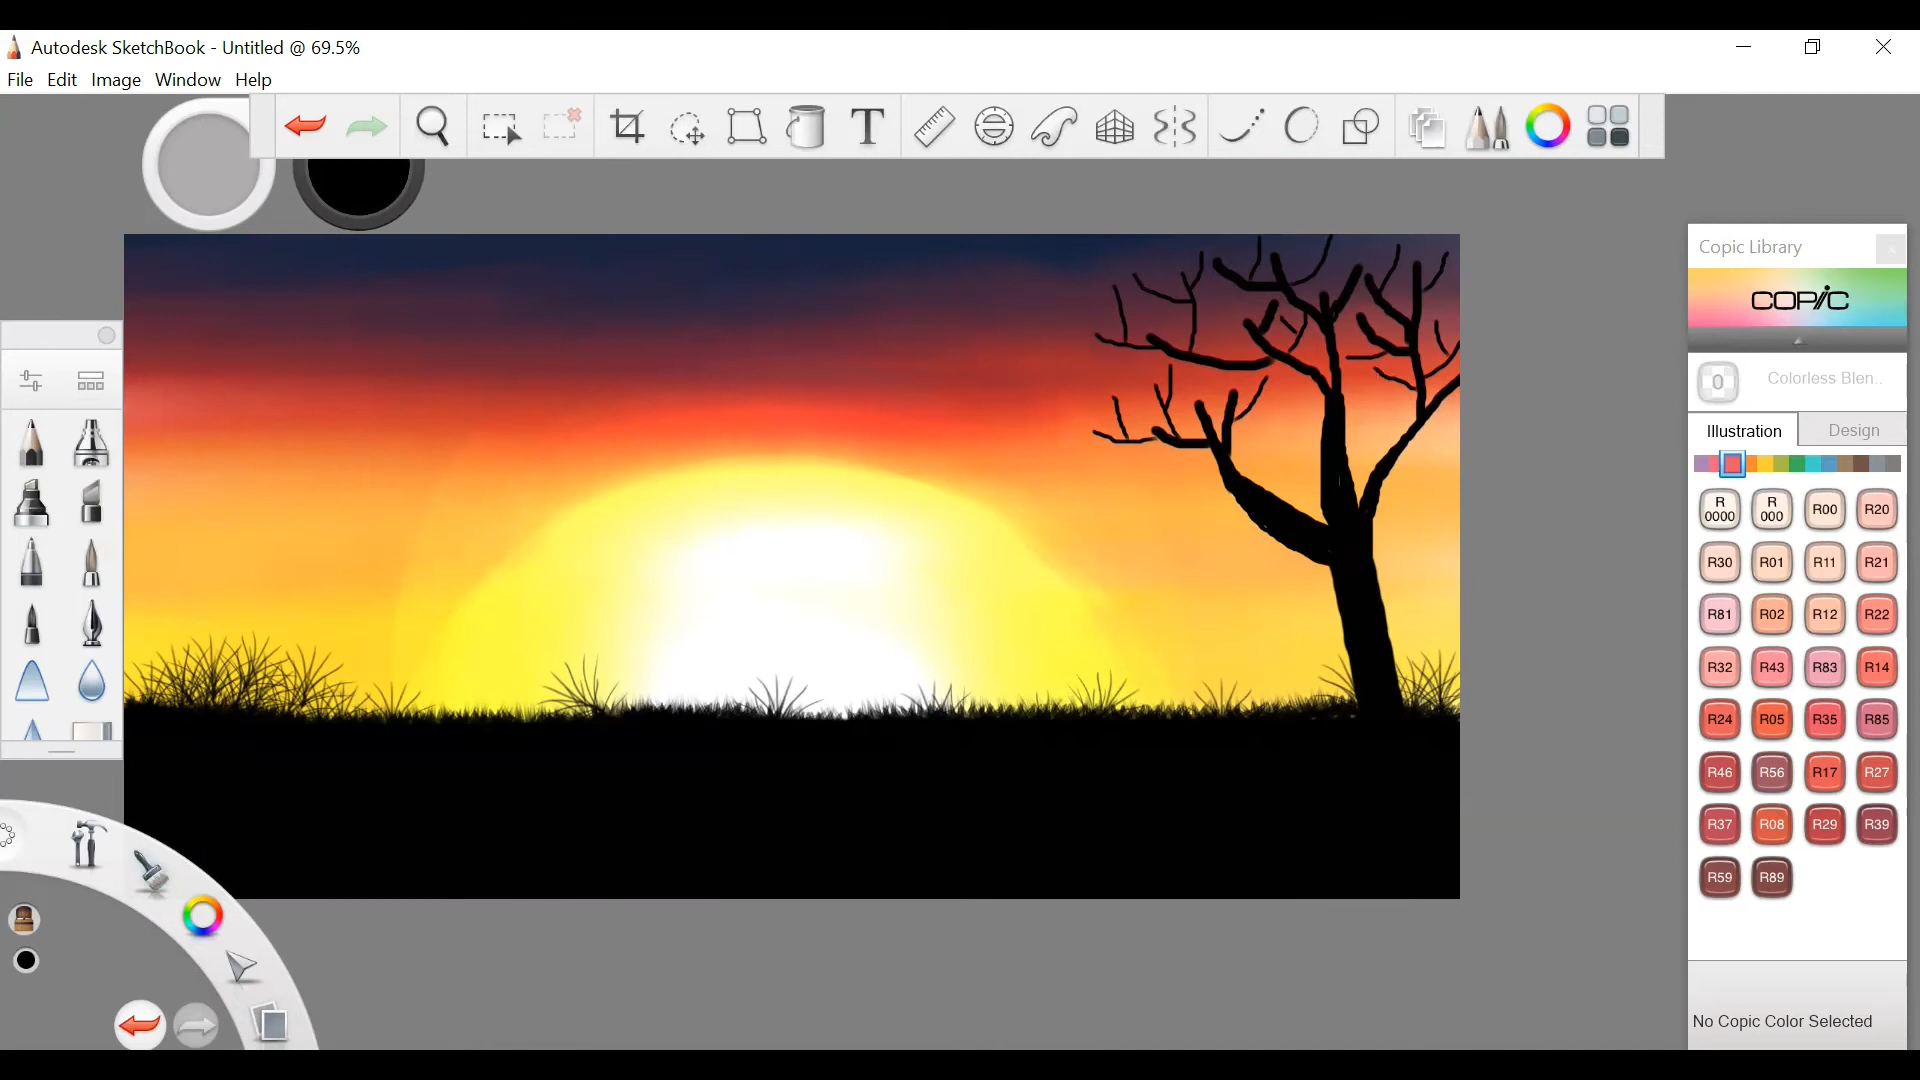 Autodesk SketchBook - Untitled @ 69.5%
File Edit Image Window Help
T
Copic Library
COPIC
0 Colorless Blen..
Illustration Design
R0000 R000 R00 R20
R30 R01 R11 R21
R81 R02 R12 R22
R32 R43 R83 R14
R24 R05 R35 R85
R46 R56 R17 R27
R37 R08 R29 R39
R59 R89
No Copic Color Selected